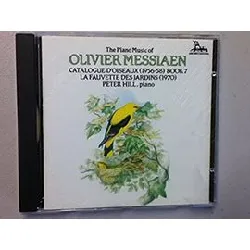 The Piano Music of
OLIVIER MESSIAEN
CATALOGUE D'OISEAUX (1956-58) BOOK 7
LA FAUVETTE DES JARDINS (1970)
PETER HILL, piano